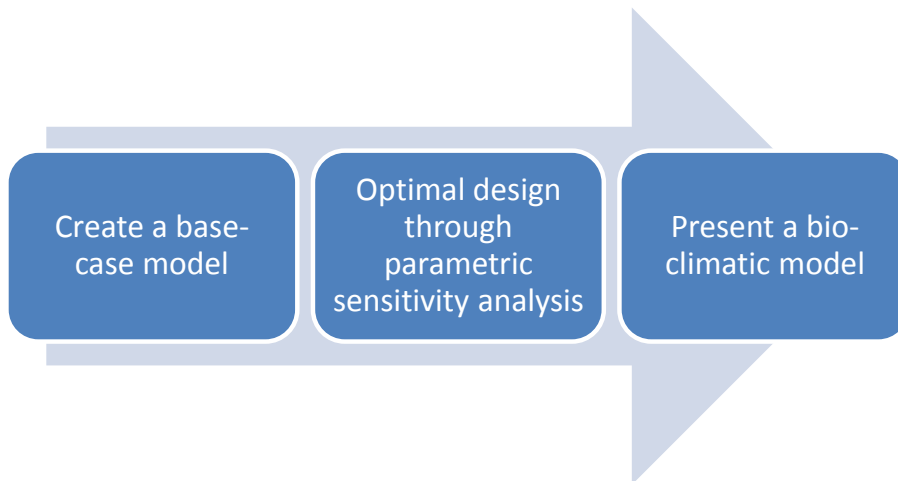 Create a base-
case model
Optimal design
through
parametric
sensitivity analysis
Present a bio-
climatic model